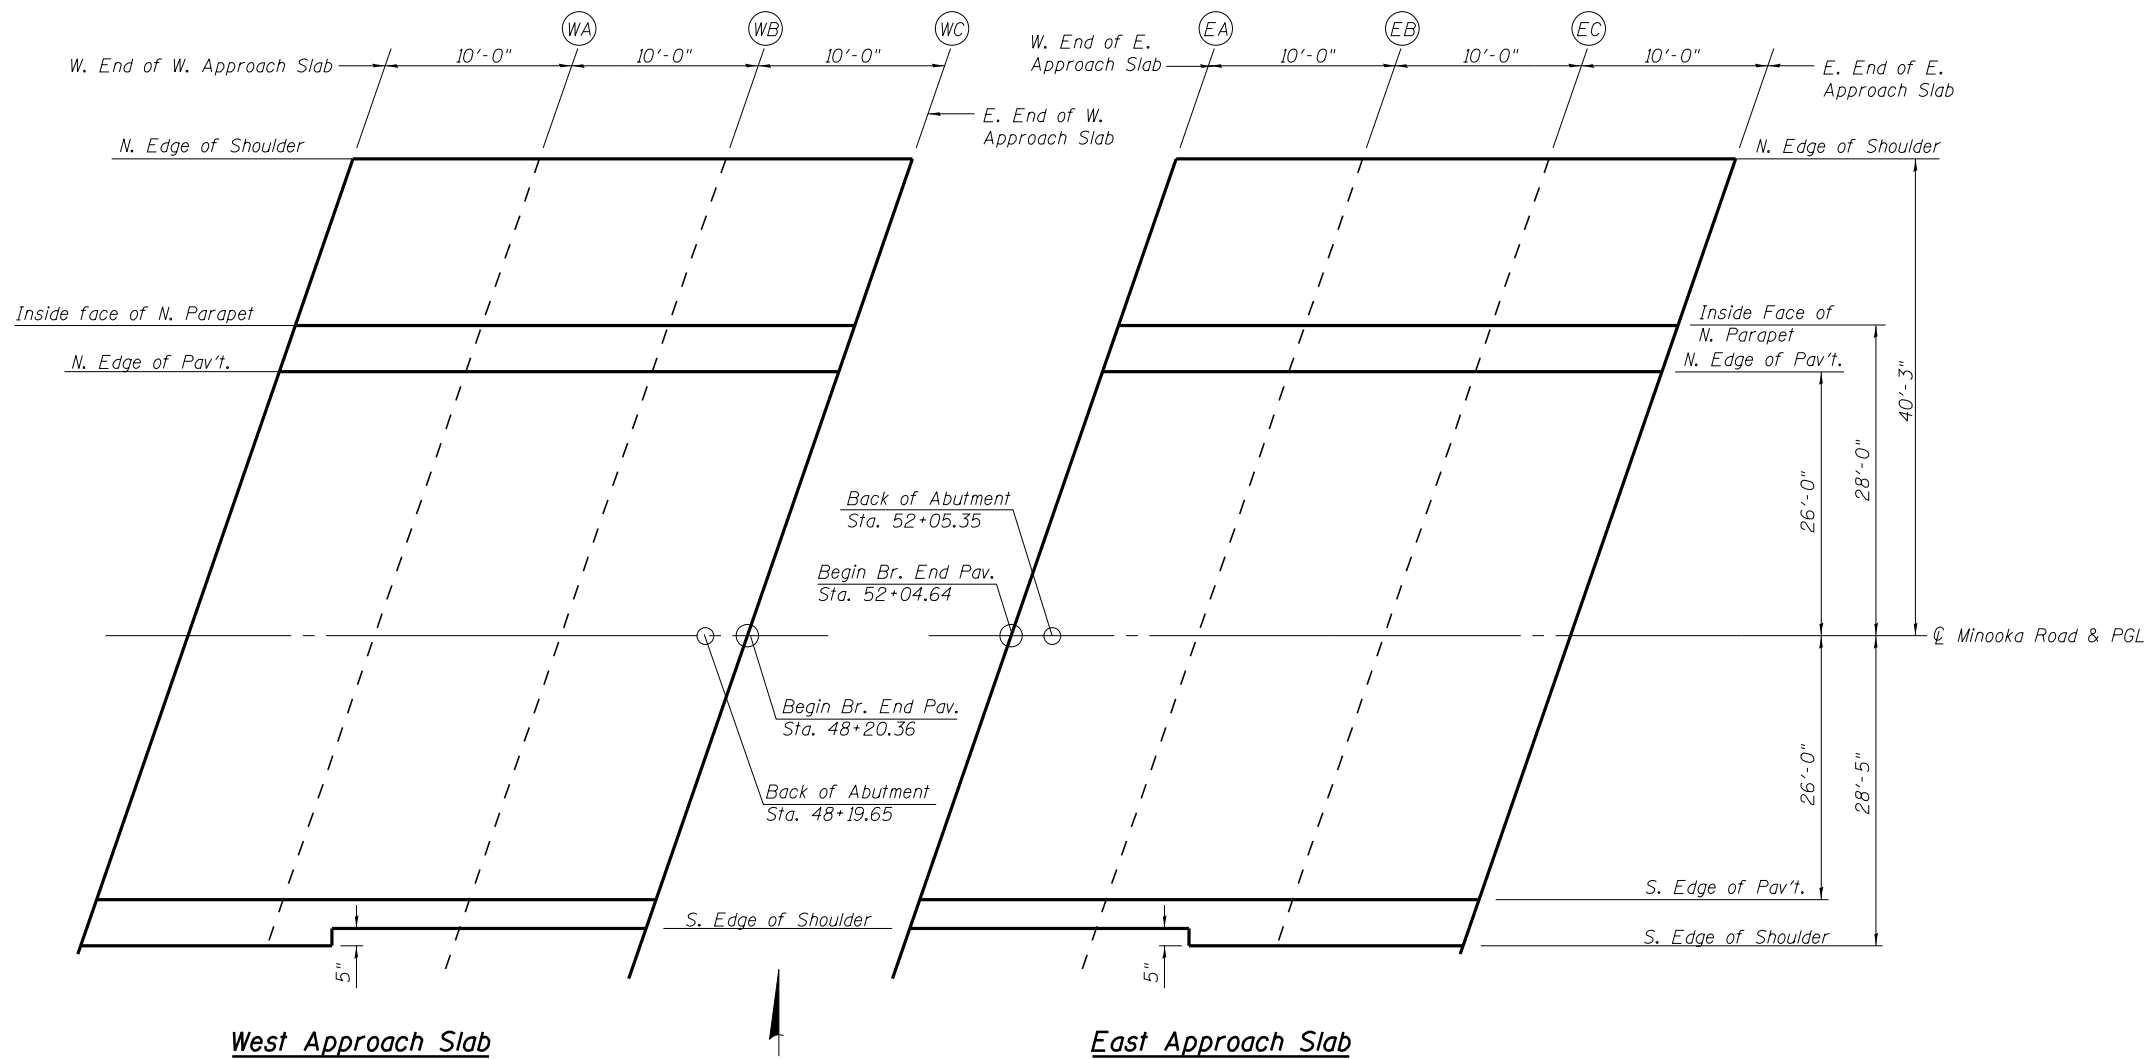 WA
WB
WC
EA
EB
EC
W. End of W. Approach Slab
10'-0"
10'-0"
10'-0"
W. End of E.
Approach Slab
10'-0"
10'-0"
10'-0"
E. End of E.
Approach Slab
E. End of W.
Approach Slab
N. Edge of Shoulder
N. Edge of Shoulder
Inside face of N. Parapet
Inside Face of
N. Parapet
N. Edge of Pav't.
N. Edge of Pav't.
40'-3"
28'-0"
26'-0"
Back of Abutment
Sta. 52+05.35
Begin Br. End Pav.
Sta. 52+04.64
℄ Minooka Road & PGL
Begin Br. End Pav.
Sta. 48+20.36
Back of Abutment
Sta. 48+19.65
26'-0"
28'-5"
S. Edge of Pav't.
S. Edge of Shoulder
S. Edge of Shoulder
5"
5"
West Approach Slab
East Approach Slab